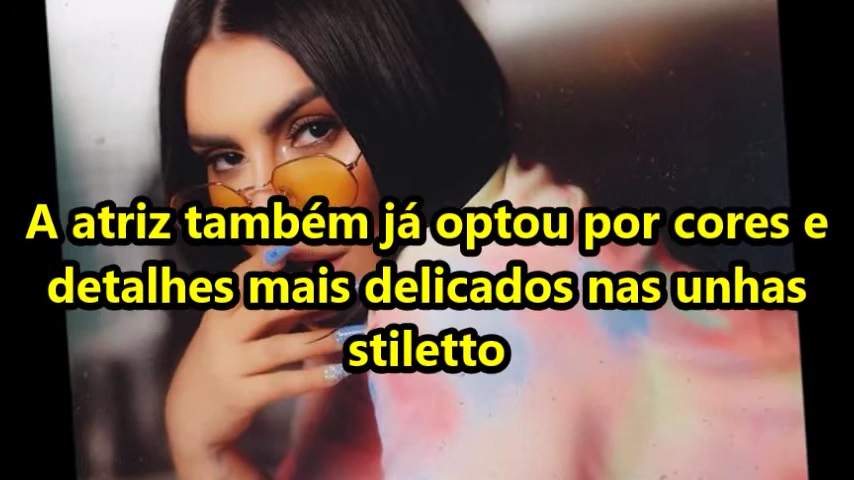 A atriz também já optou por cores e
detalhes mais delicados nas unhas
stiletto